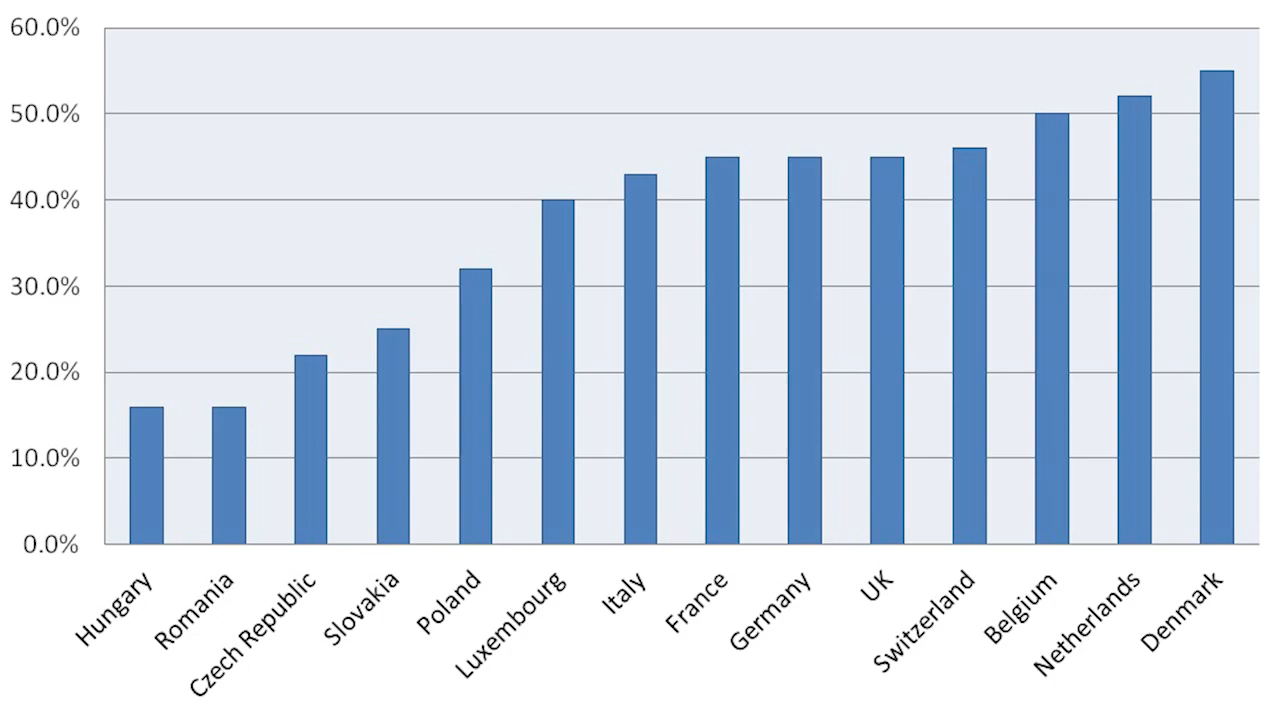 60.0%
50.0%
40.0%
30.0%
20.0%
10.0%
0.0%
Hungary
Romania
Czech Republic
Slovakia
Poland
Luxembourg
Italy
France
Germany
UK
Switzerland
Belgium
Netherlands
Denmark